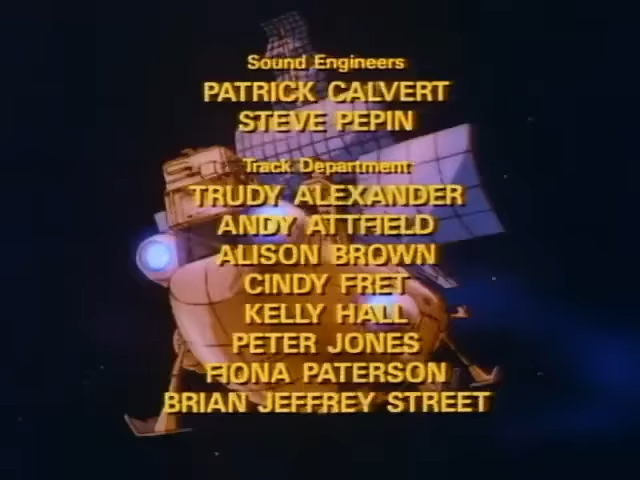 Sound Engineers
PATRICK CALVERT
STEVE PEPIN
Track Department
TRUDY ALEXANDER
ANDY ATTFIELD
ALISON BROWN
CINDY FRET
KELLY HALL
PETER JONES
FIONA PATERSON
BRIAN JEFFREY STREET